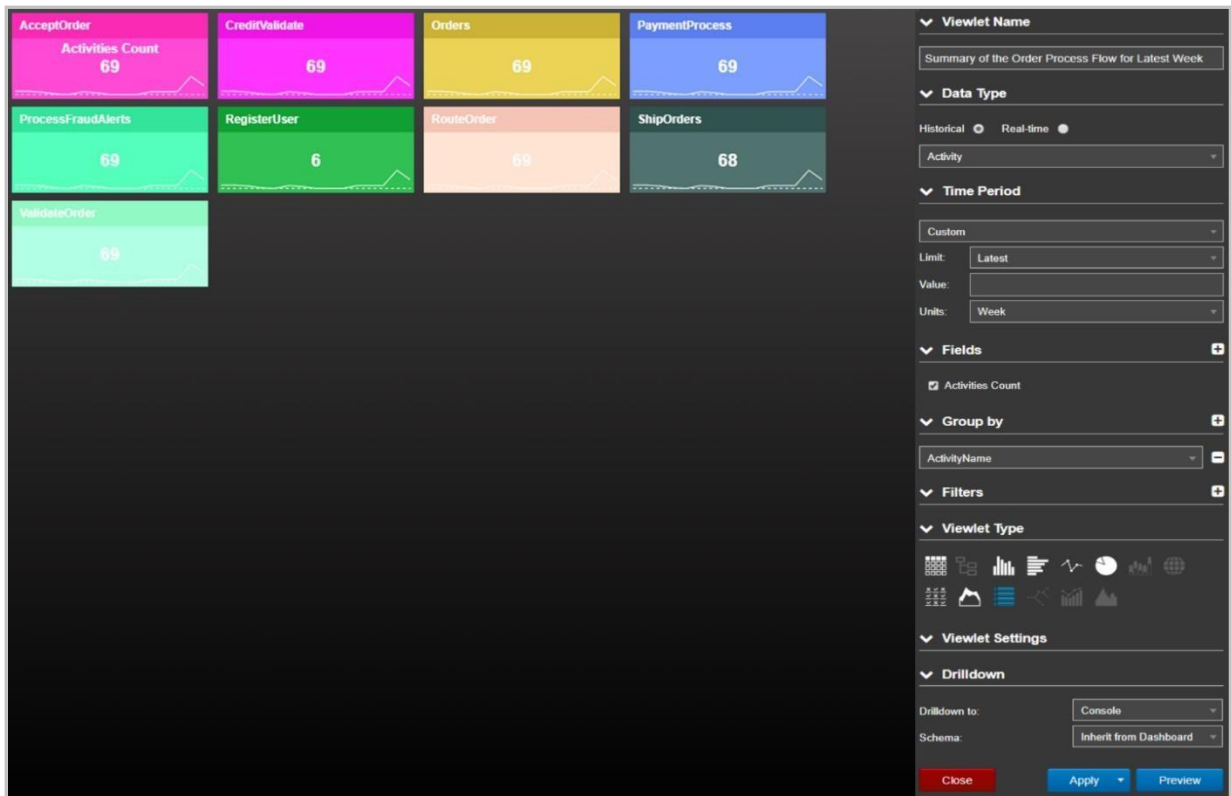 AcceptOrder
Activities Count
69
CreditValidate
69
Orders
69
PaymentProcess
69
ProcessFraudAlerts
69
RegisterUser
6
RouteOrder
69
ShipOrders
68
ValidateOrder
69
Viewlet Name
Summary of the Order Process Flow for Latest Week
Data Type
Historical Real-time
Activity
Time Period
Custom
Limit: Latest
Value:
Units: Week
Fields
Activities Count
Group by
ActivityName
Filters
Viewlet Type
Viewlet Settings
Drilldown
Drilldown to: Console
Schema: Inherit from Dashboard
Close Apply Preview